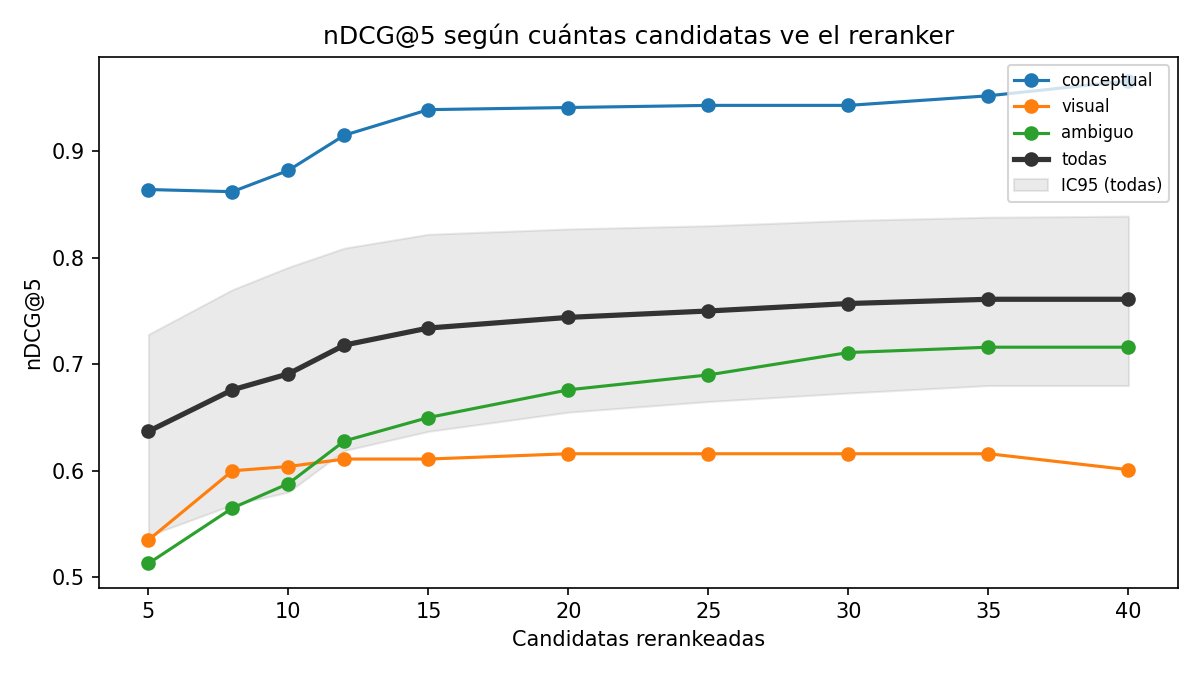 nDCG@5 según cuántas candidatas ve el reranker
nDCG@5
0.9
0.8
0.7
0.6
0.5
conceptual
visual
ambiguo
todas
IC95 (todas)
5 10 15 20 25 30 35 40
Candidatas rerankeadas